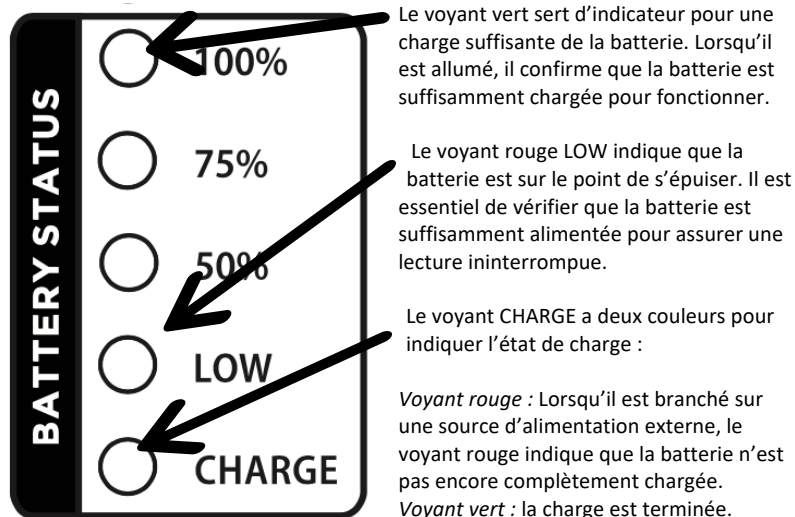 BATTERY STATUS
100%
75%
50%
LOW
CHARGE
Le voyant vert sert d’indicateur pour une
charge suffisante de la batterie. Lorsqu’il
est allumé, il confirme que la batterie est
suffisamment chargée pour fonctionner.
Le voyant rouge LOW indique que la
batterie est sur le point de s’épuiser. Il est
essentiel de vérifier que la batterie est
suffisamment alimentée pour assurer une
lecture ininterrompue.
Le voyant CHARGE a deux couleurs pour
indiquer l’état de charge :
Voyant rouge : Lorsqu’il est branché sur
une source d’alimentation externe, le
voyant rouge indique que la batterie n’est
pas encore complètement chargée.
Voyant vert : la charge est terminée.